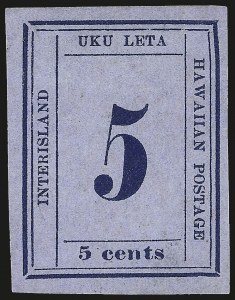 UKU LETA
INTERISLAND
5
HAWAIIAN POSTAGE
5 cents